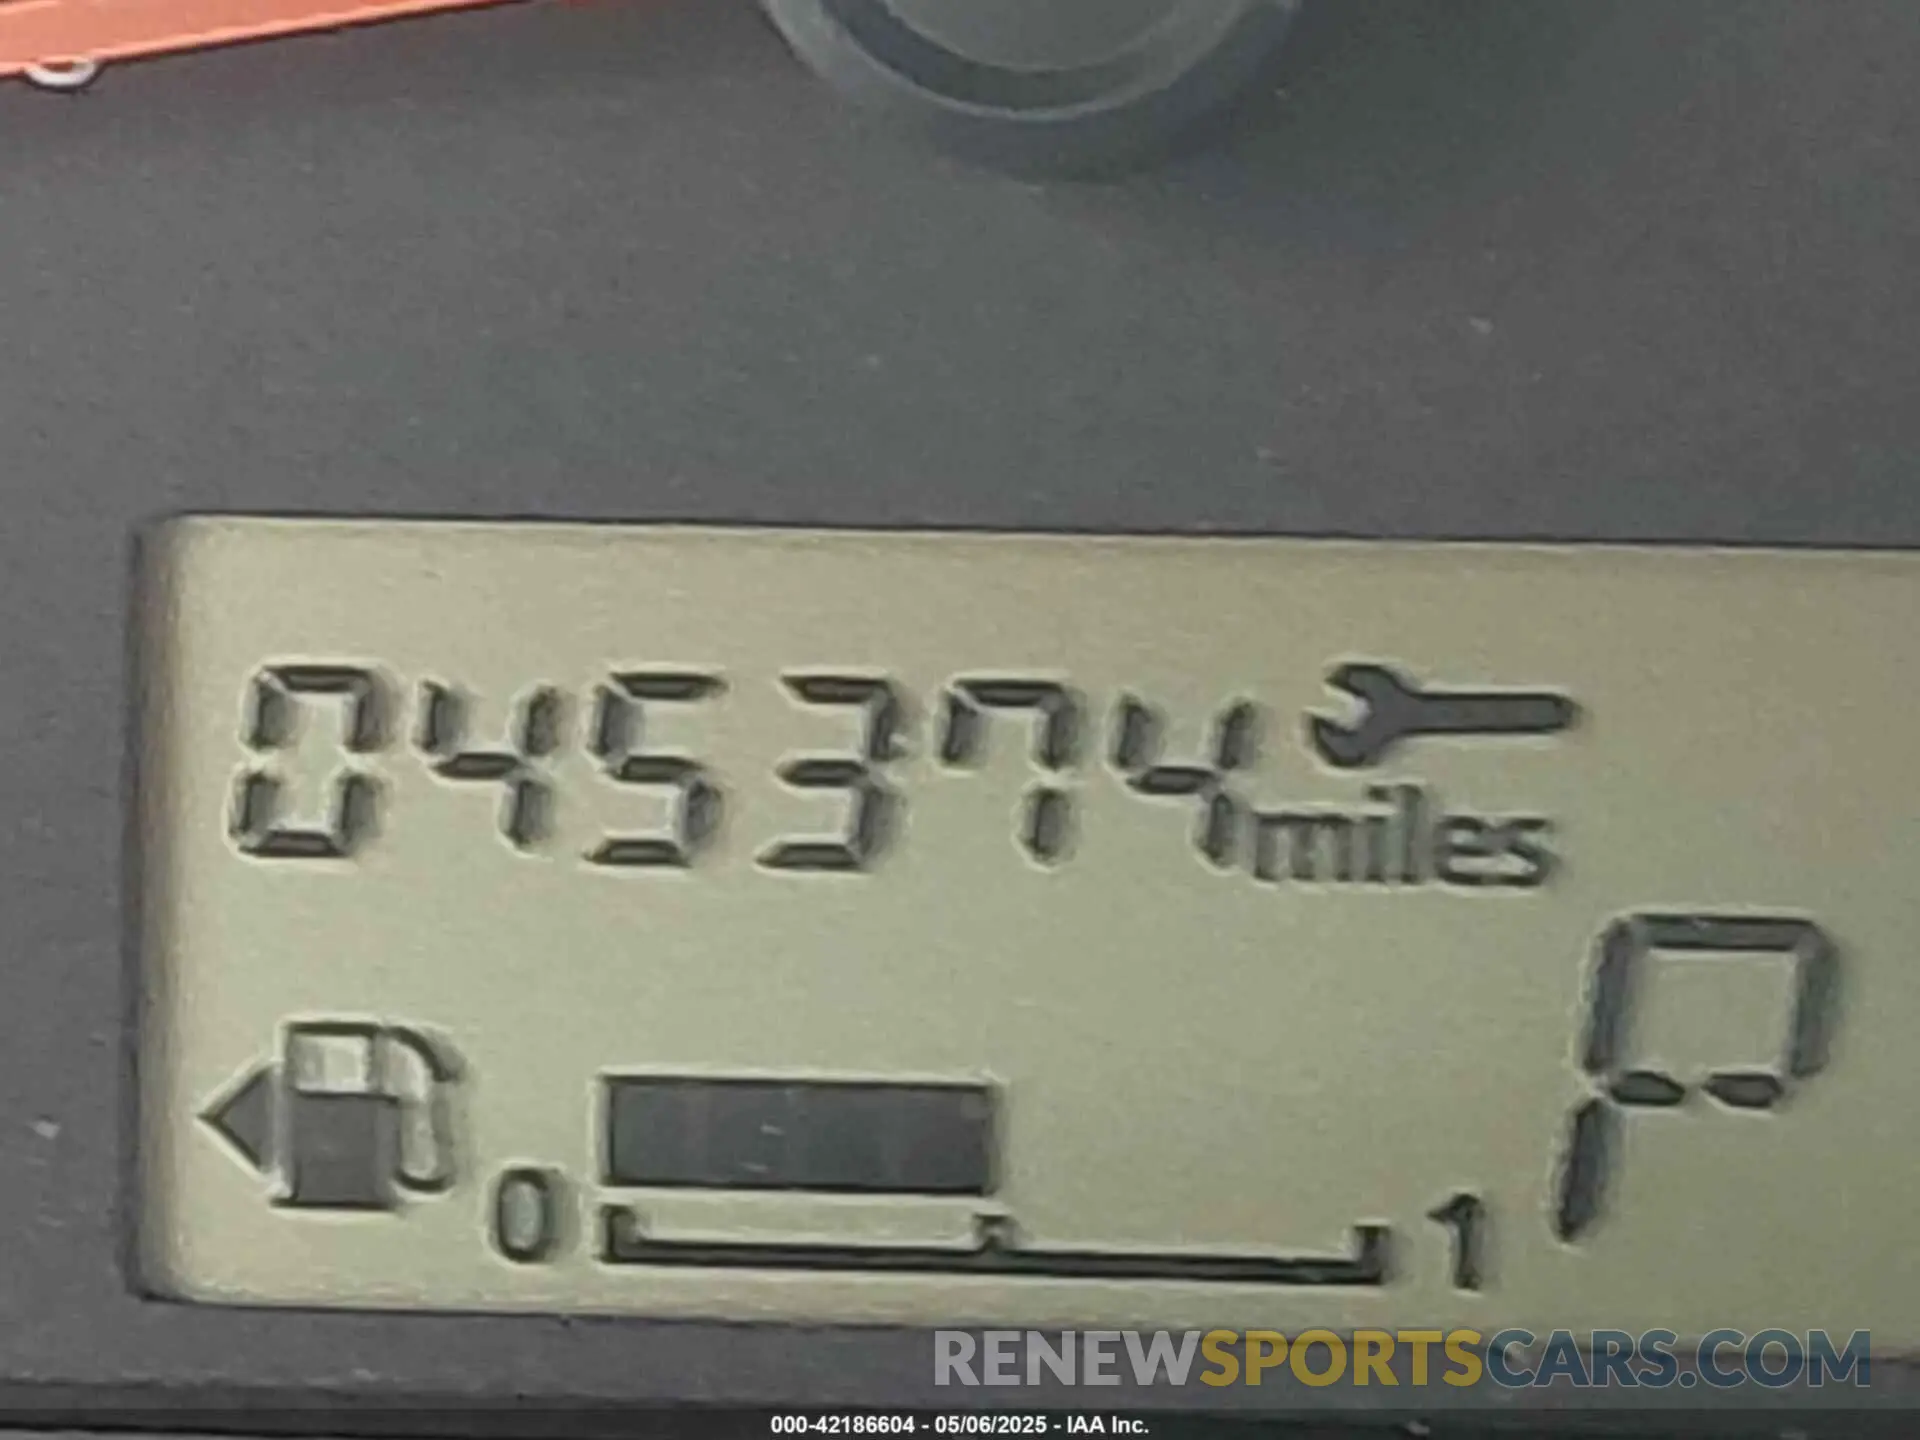 045374 miles
P
0 1
RENEWSPORTSCARS.COM
000-42186604 - 05/06/2025 - IAA Inc.